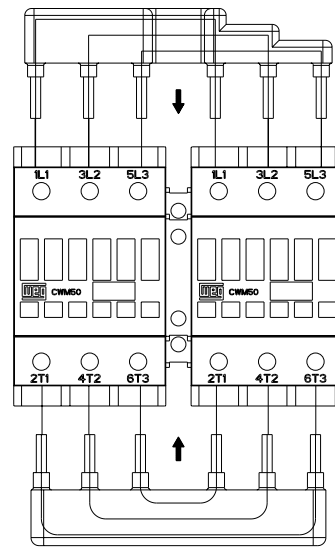 1L1 3L2 5L3 1L1 3L2 5L3
WEG CWM50 WEG CWM50
2T1 4T2 6T3 2T1 4T2 6T3